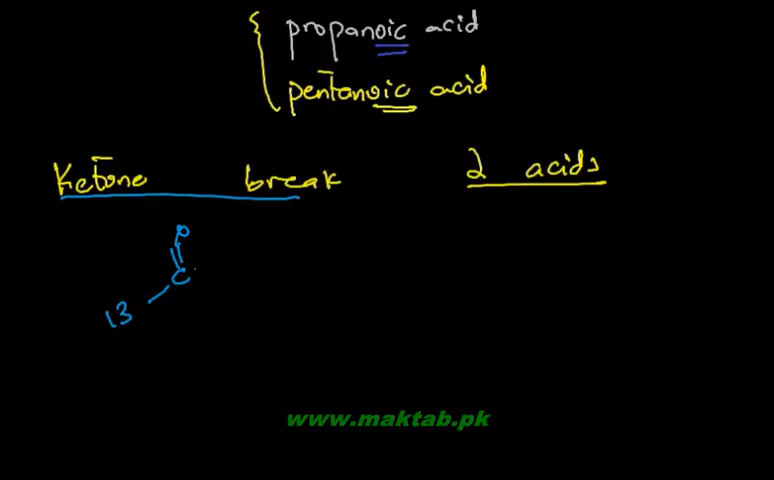 propanoic acid
pentanoic acid
Ketone break 2 acids
O
C
13
www.maktab.pk